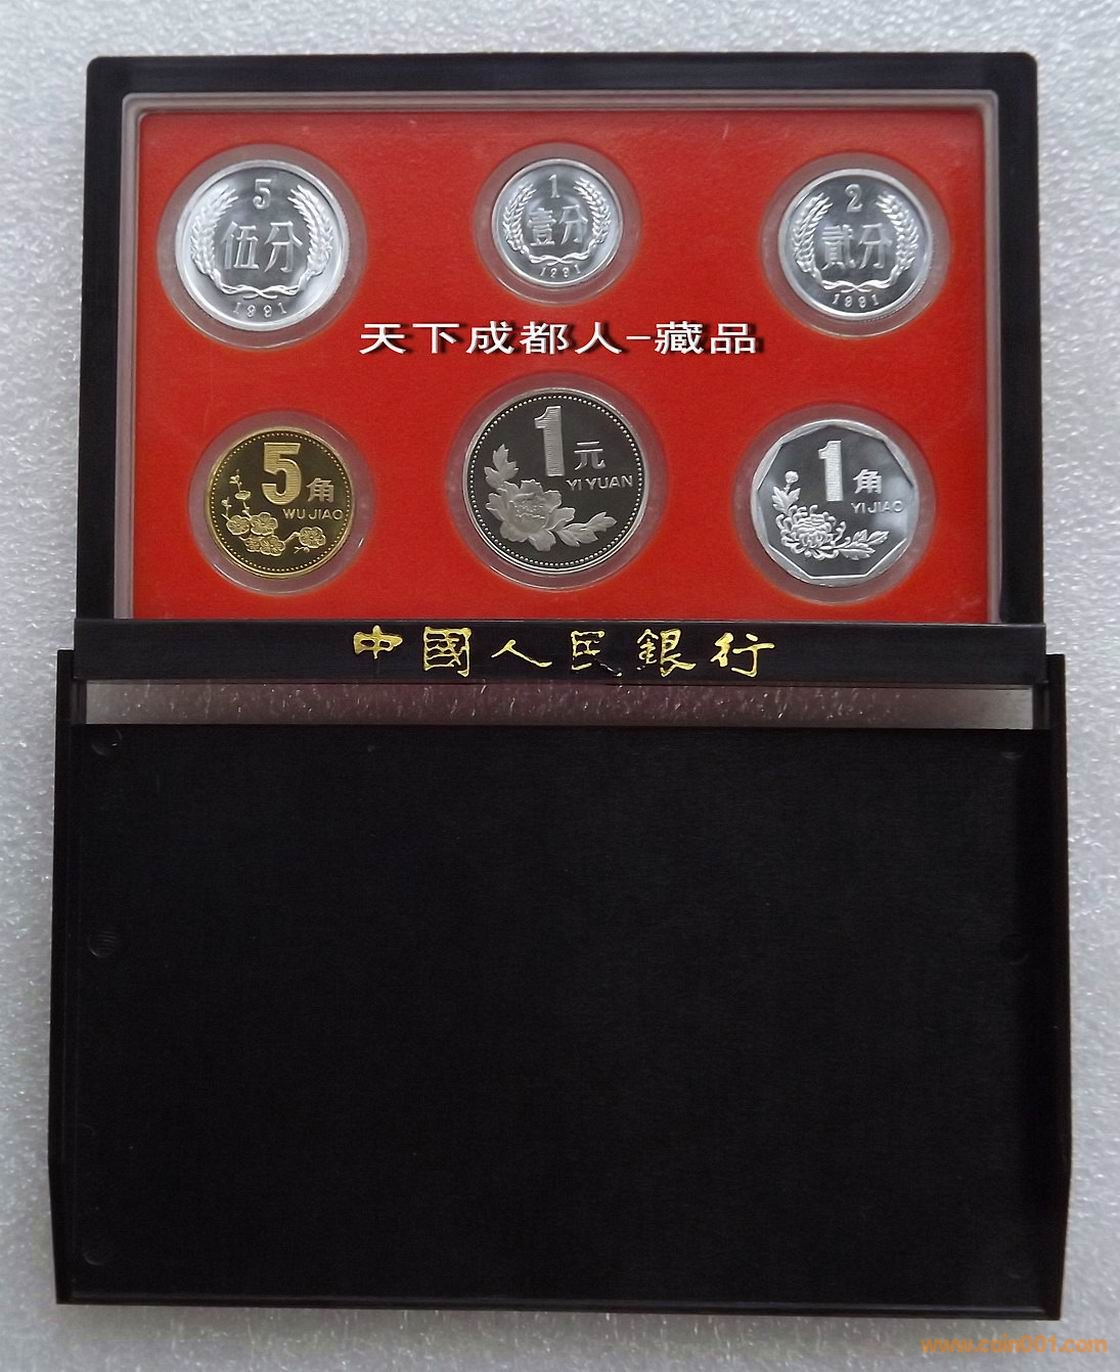 5
伍分
1991
1
壹分
1991
2
貳分
1991
天下成都人-藏品
5角
WU JIAO
1元
YI YUAN
1角
YI JIAO
中國人民銀行
www.coin001.com